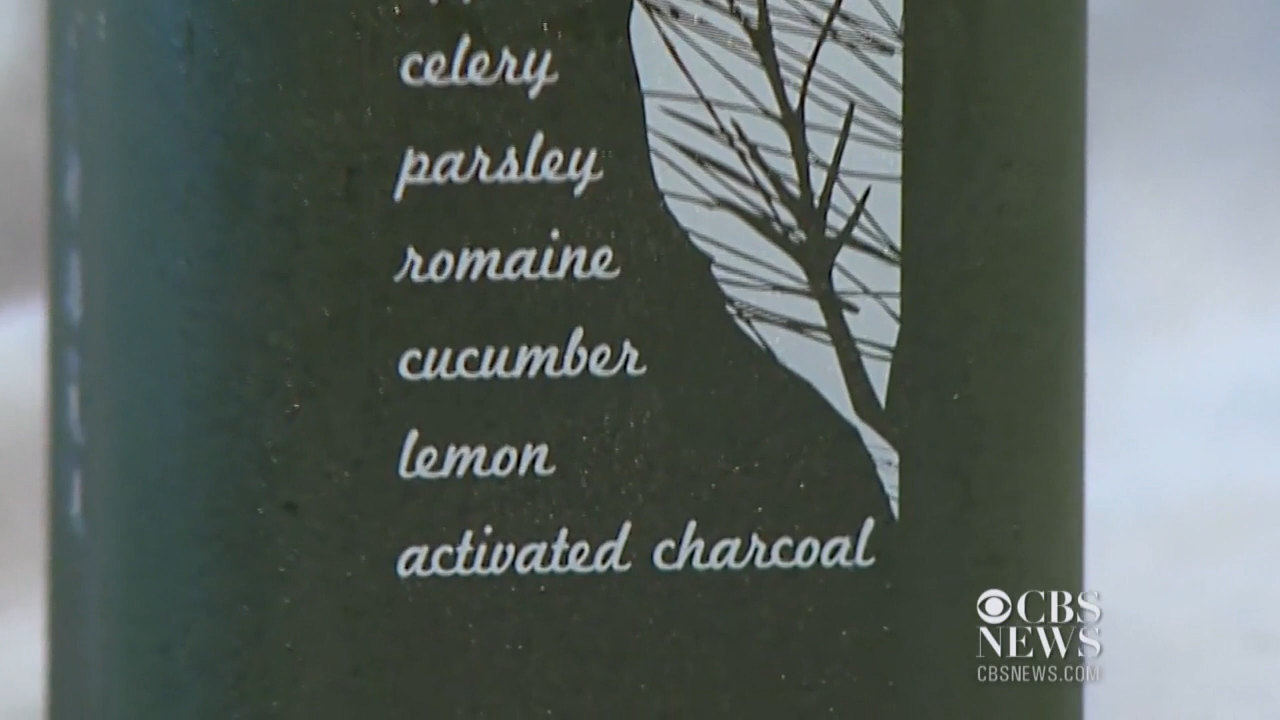 celery
parsley
romaine
cucumber
lemon
activated charcoal
CBS
NEWS
CBSNEWS.COM